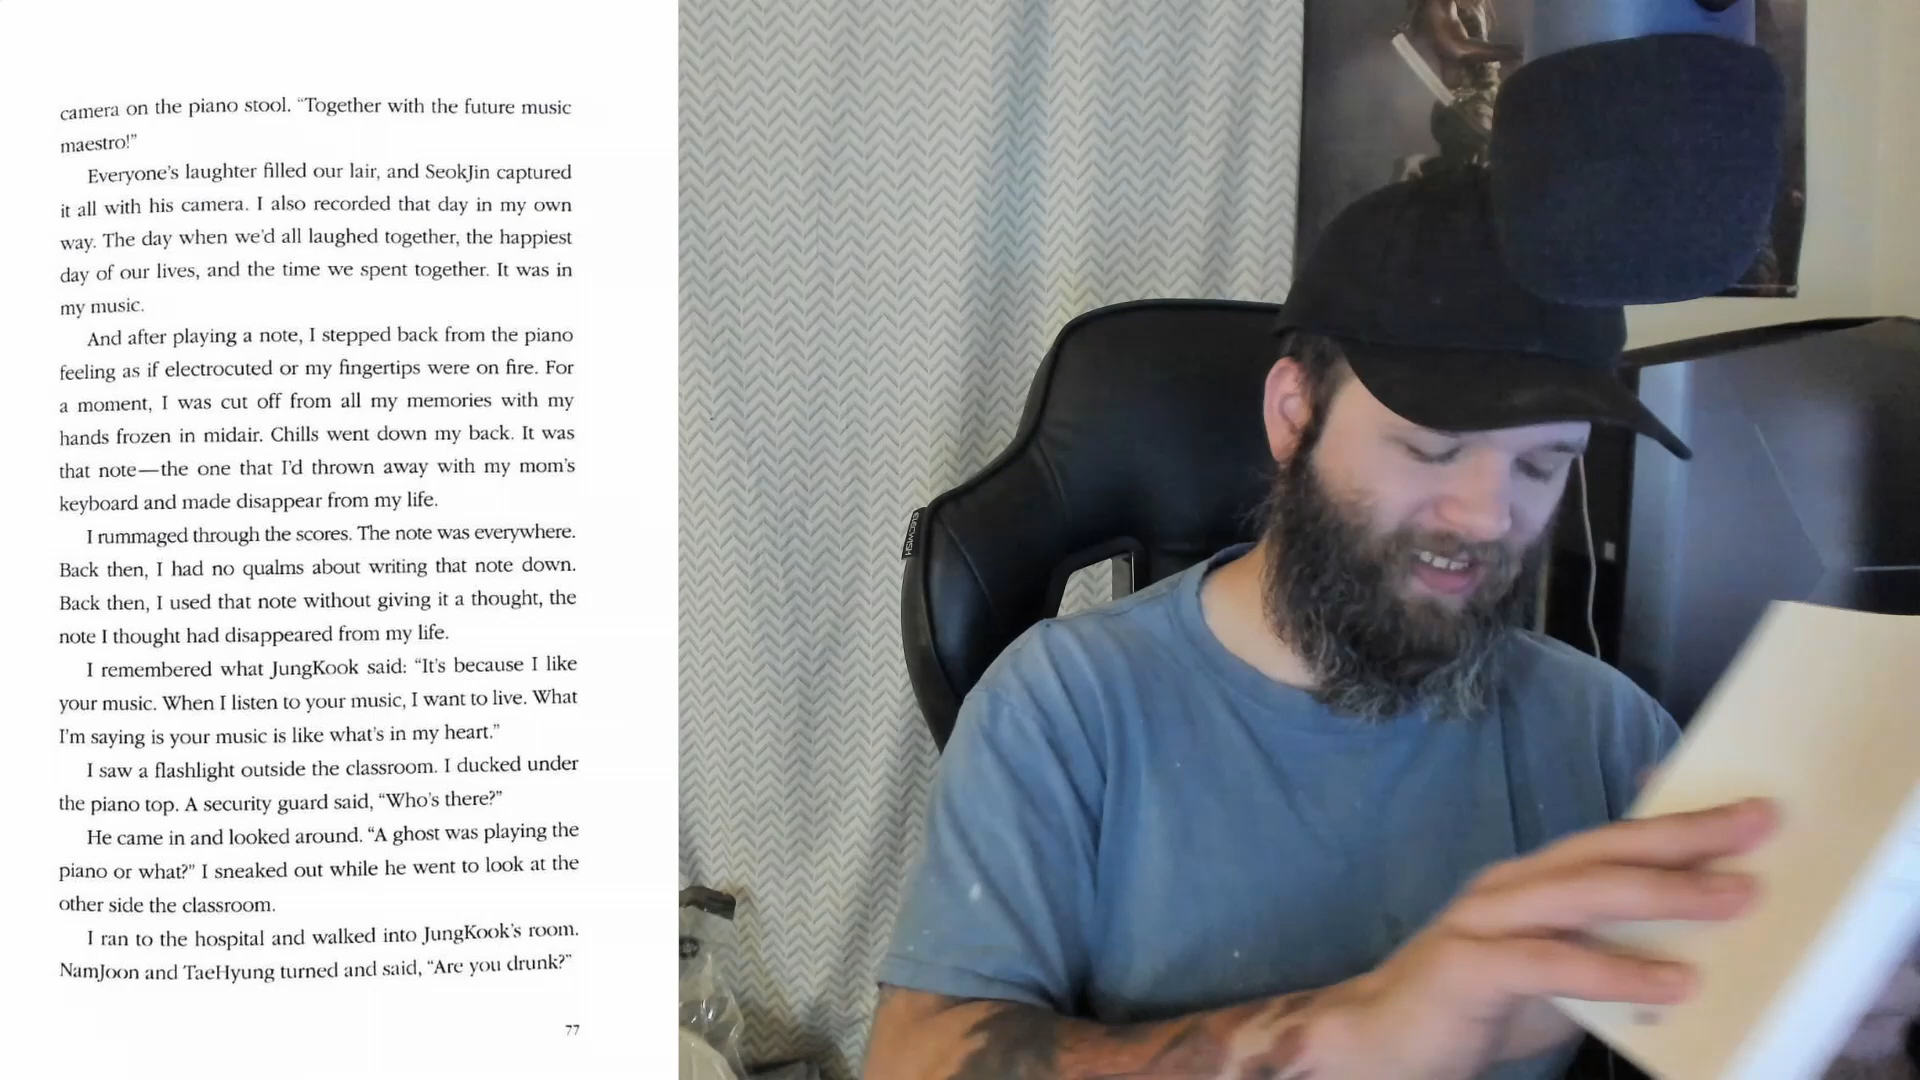 camera on the piano stool. “Together with the future music
maestro!”
Everyone’s laughter filled our lair, and SeokJin captured
it all with his camera. I also recorded that day in my own
way. The day when we’d all laughed together, the happiest
day of our lives, and the time we spent together. It was in
my music.
And after playing a note, I stepped back from the piano
feeling as if electrocuted or my fingertips were on fire. For
a moment, I was cut off from all my memories with my
hands frozen in midair. Chills went down my back. It was
that note—the one that I’d thrown away with my mom’s
keyboard and made disappear from my life.
I rummaged through the scores. The note was everywhere.
Back then, I had no qualms about writing that note down.
Back then, I used that note without giving it a thought, the
note I thought had disappeared from my life.
I remembered what JungKook said: “It’s because I like
your music. When I listen to your music, I want to live. What
I’m saying is your music is like what’s in my heart.”
I saw a flashlight outside the classroom. I ducked under
the piano top. A security guard said, “Who’s there?”
He came in and looked around. “A ghost was playing the
piano or what?” I sneaked out while he went to look at the
other side the classroom.
I ran to the hospital and walked into JungKook’s room.
NamJoon and TaeHyung turned and said, “Are you drunk?”
77
ELECWISH